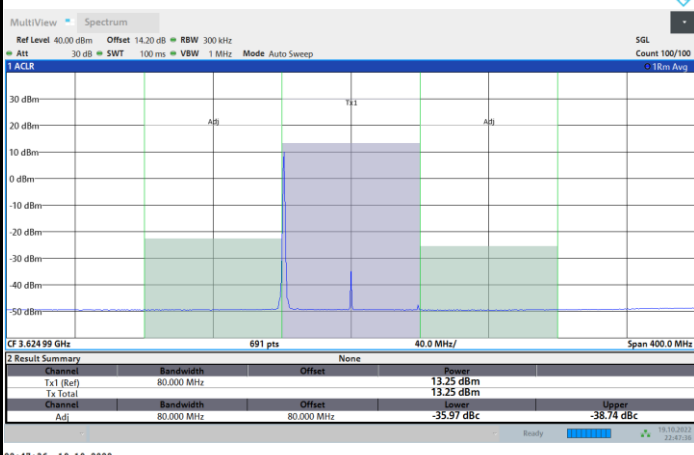 MultiView Spectrum
Ref Level 40.00 dBm Offset 14.20 dB RBW 300 kHz SGL
Att 30 dB SWT 100 ms VBW 1 MHz Mode Auto Sweep Count 100/100
1 ACLR 1Rm Avg
30 dBm
Tx1
20 dBm
Adj Adj
10 dBm
0 dBm
-10 dBm
-20 dBm
-30 dBm
-40 dBm
-50 dBm
CF 3.624 99 GHz 691 pts 40.0 MHz/ Span 400.0 MHz
2 Result Summary None
Channel Bandwidth Offset Power
Tx1 (Ref) 80.000 MHz 13.25 dBm
Tx Total 13.25 dBm
Channel Bandwidth Offset Lower Upper
Adj 80.000 MHz 80.000 MHz -35.97 dBc -38.74 dBc
Ready 19.10.2022
22:47:36